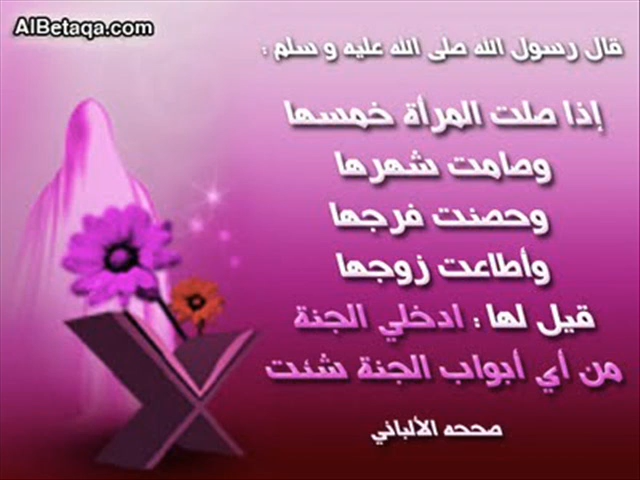 AlBetaqa.com
قال رسول الله صلى الله عليه و سلم :
إذا صلت المرأة خمسها
وصامت شهرها
وحصنت فرجها
وأطاعت زوجها
قيل لها : ادخلي الجنة
من أي أبواب الجنة شئت
صححه الألباني